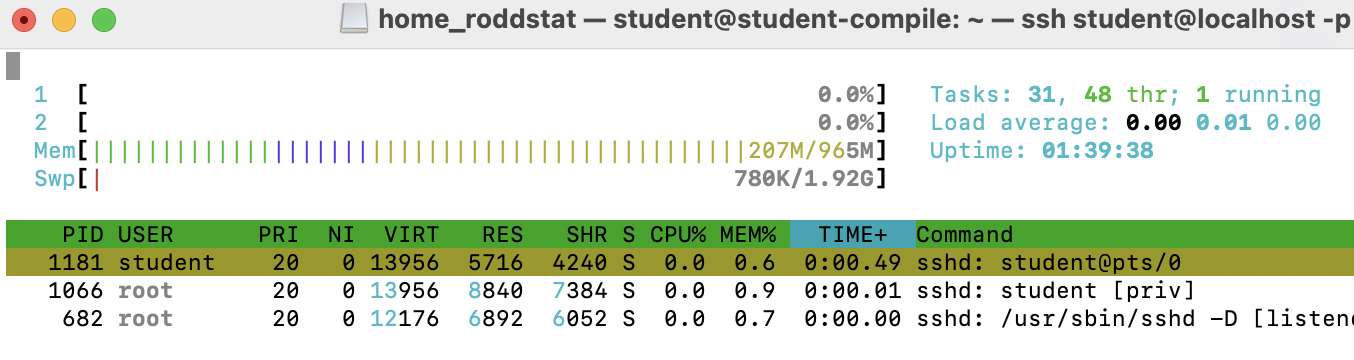 home_roddstat — student@student-compile: ~ — ssh student@localhost -p
1 [ 0.0%] Tasks: 31, 48 thr; 1 running
2 [ 0.0%] Load average: 0.00 0.01 0.00
Mem[|||||||||||||||||||||||||||||||||||||||||||||||207M/965M] Uptime: 01:39:38
Swp[| 780K/1.92G]
PID USER PRI NI VIRT RES SHR S CPU% MEM% TIME+ Command
1181 student 20 0 13956 5716 4240 S 0.0 0.6 0:00.49 sshd: student@pts/0
1066 root 20 0 13956 8840 7384 S 0.0 0.9 0:00.01 sshd: student [priv]
682 root 20 0 12176 6892 6052 S 0.0 0.7 0:00.00 sshd: /usr/sbin/sshd -D [listen